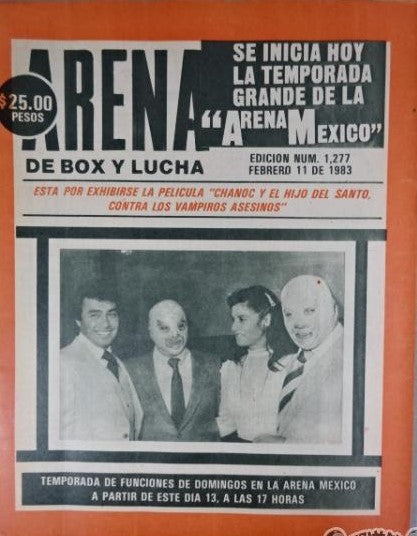 ARENA
DE BOX Y LUCHA
$25.00
PESOS
SE INICIA HOY
LA TEMPORADA
GRANDE DE LA
"ARENA MEXICO"
EDICION NUM. 1,277
FEBRERO 11 DE 1983
ESTA POR EXHIBIRSE LA PELICULA "CHANOC Y EL HIJO DEL SANTO,
CONTRA LOS VAMPIROS ASESINOS"
TEMPORADA DE FUNCIONES DE DOMINGOS EN LA ARENA MEXICO
A PARTIR DE ESTE DIA 13, A LAS 17 HORAS